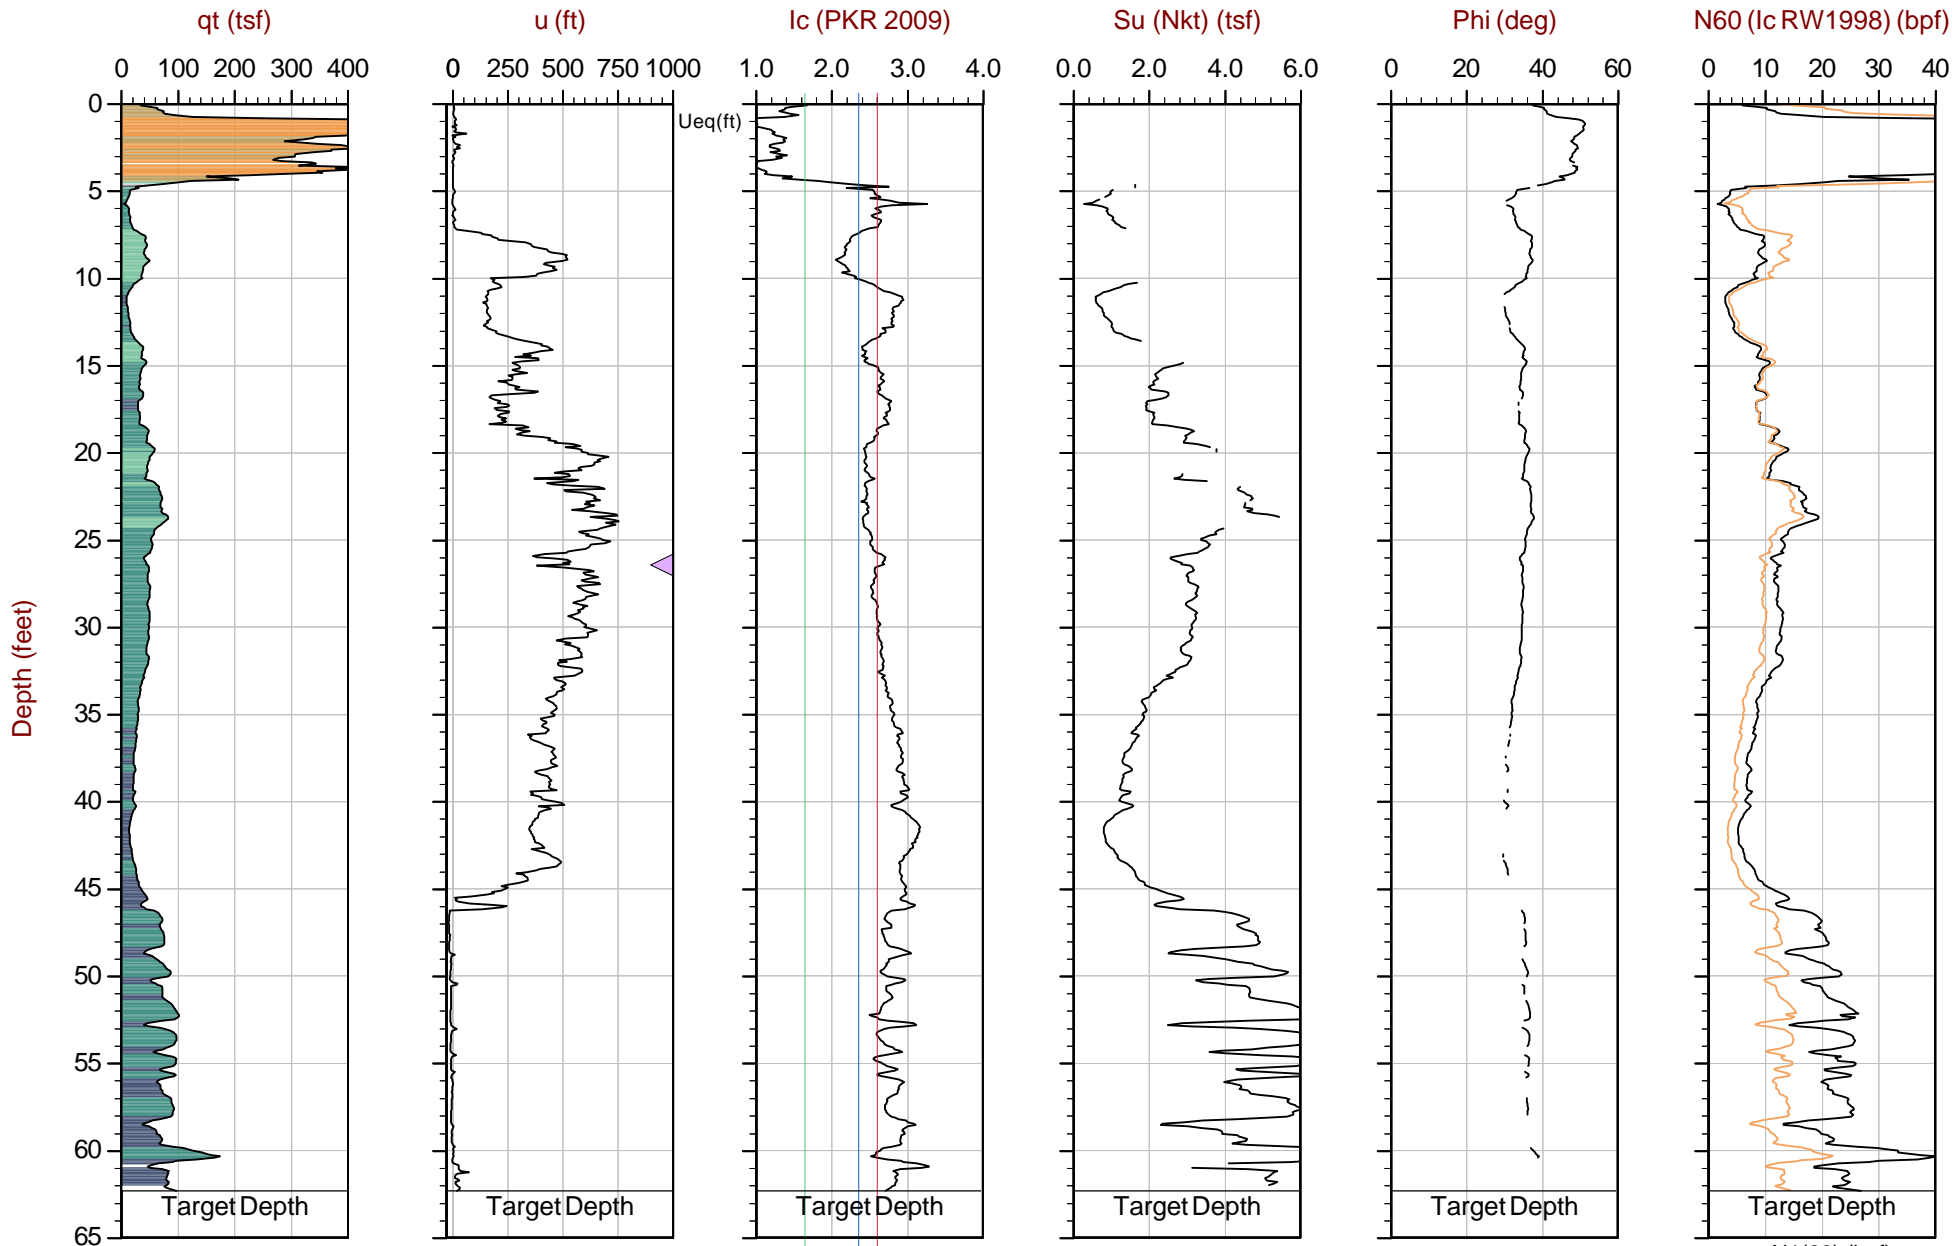 qt (tsf) u (ft) Ic (PKR 2009) Su (Nkt) (tsf) Phi (deg) N60 (Ic RW1998) (bpf)
0 100 200 300 400 0 250 500 750 1000 1.0 2.0 3.0 4.0 0.0 2.0 4.0 6.0 0 20 40 60 0 10 20 30 40
0
Ueq(ft)
5
10
15
20
25
30
35
40
45
50
55
60
65
Depth (feet)
Target Depth Target Depth Target Depth Target Depth Target Depth Target Depth